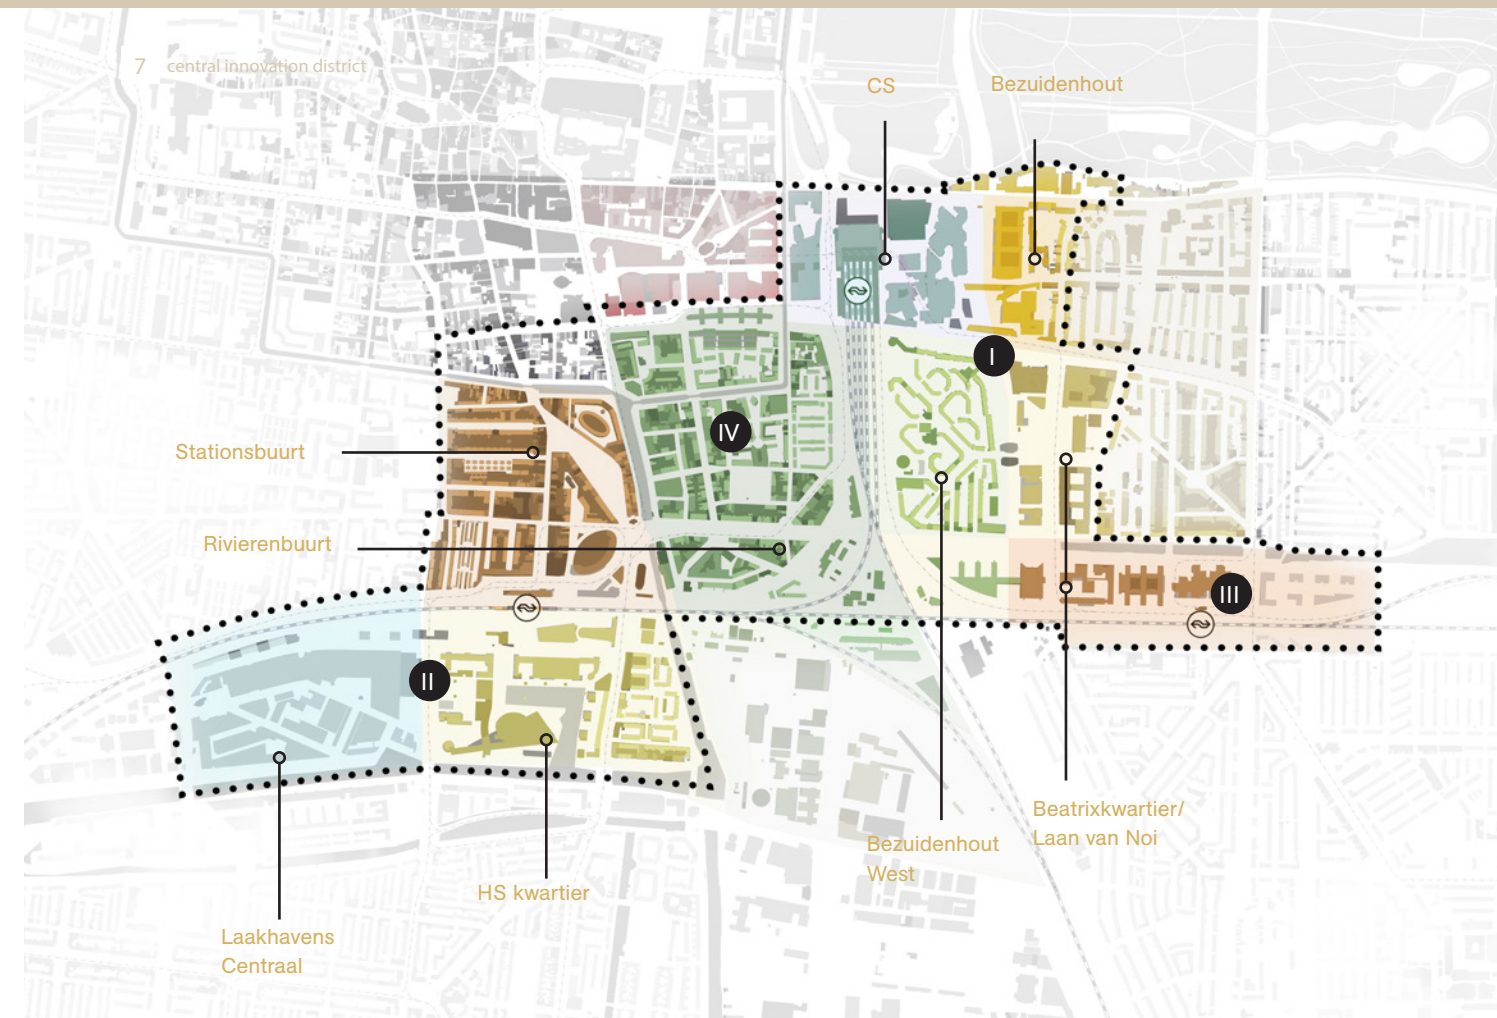 7 central innovation district
CS
Bezuidenhout
I
IV
Stationsbuurt
Rivierenbuurt
III
II
Beatrixkwartier/
Laan van Noi
Bezuidenhout
West
HS kwartier
Laakhavens
Centraal